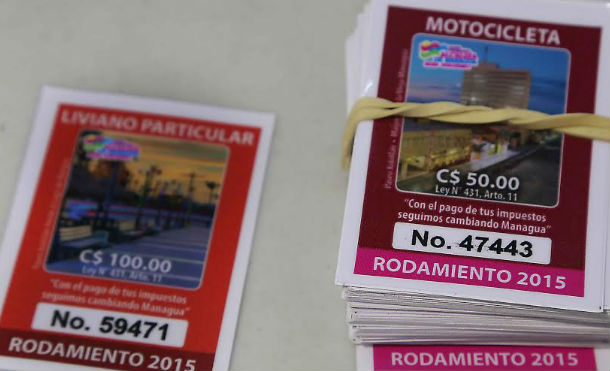 LIVIANO PARTICULAR
C$ 100.00
Ley N° 431, Arto. 11
"Con el pago de tus impuestos
seguimos cambiando Managua"
No. 59471
RODAMIENTO 2015
MOTOCICLETA
C$ 50.00
Ley N° 431, Arto. 11
"Con el pago de tus impuestos
seguimos cambiando Managua"
No. 47443
RODAMIENTO 2015
RODAMIENTO 2015